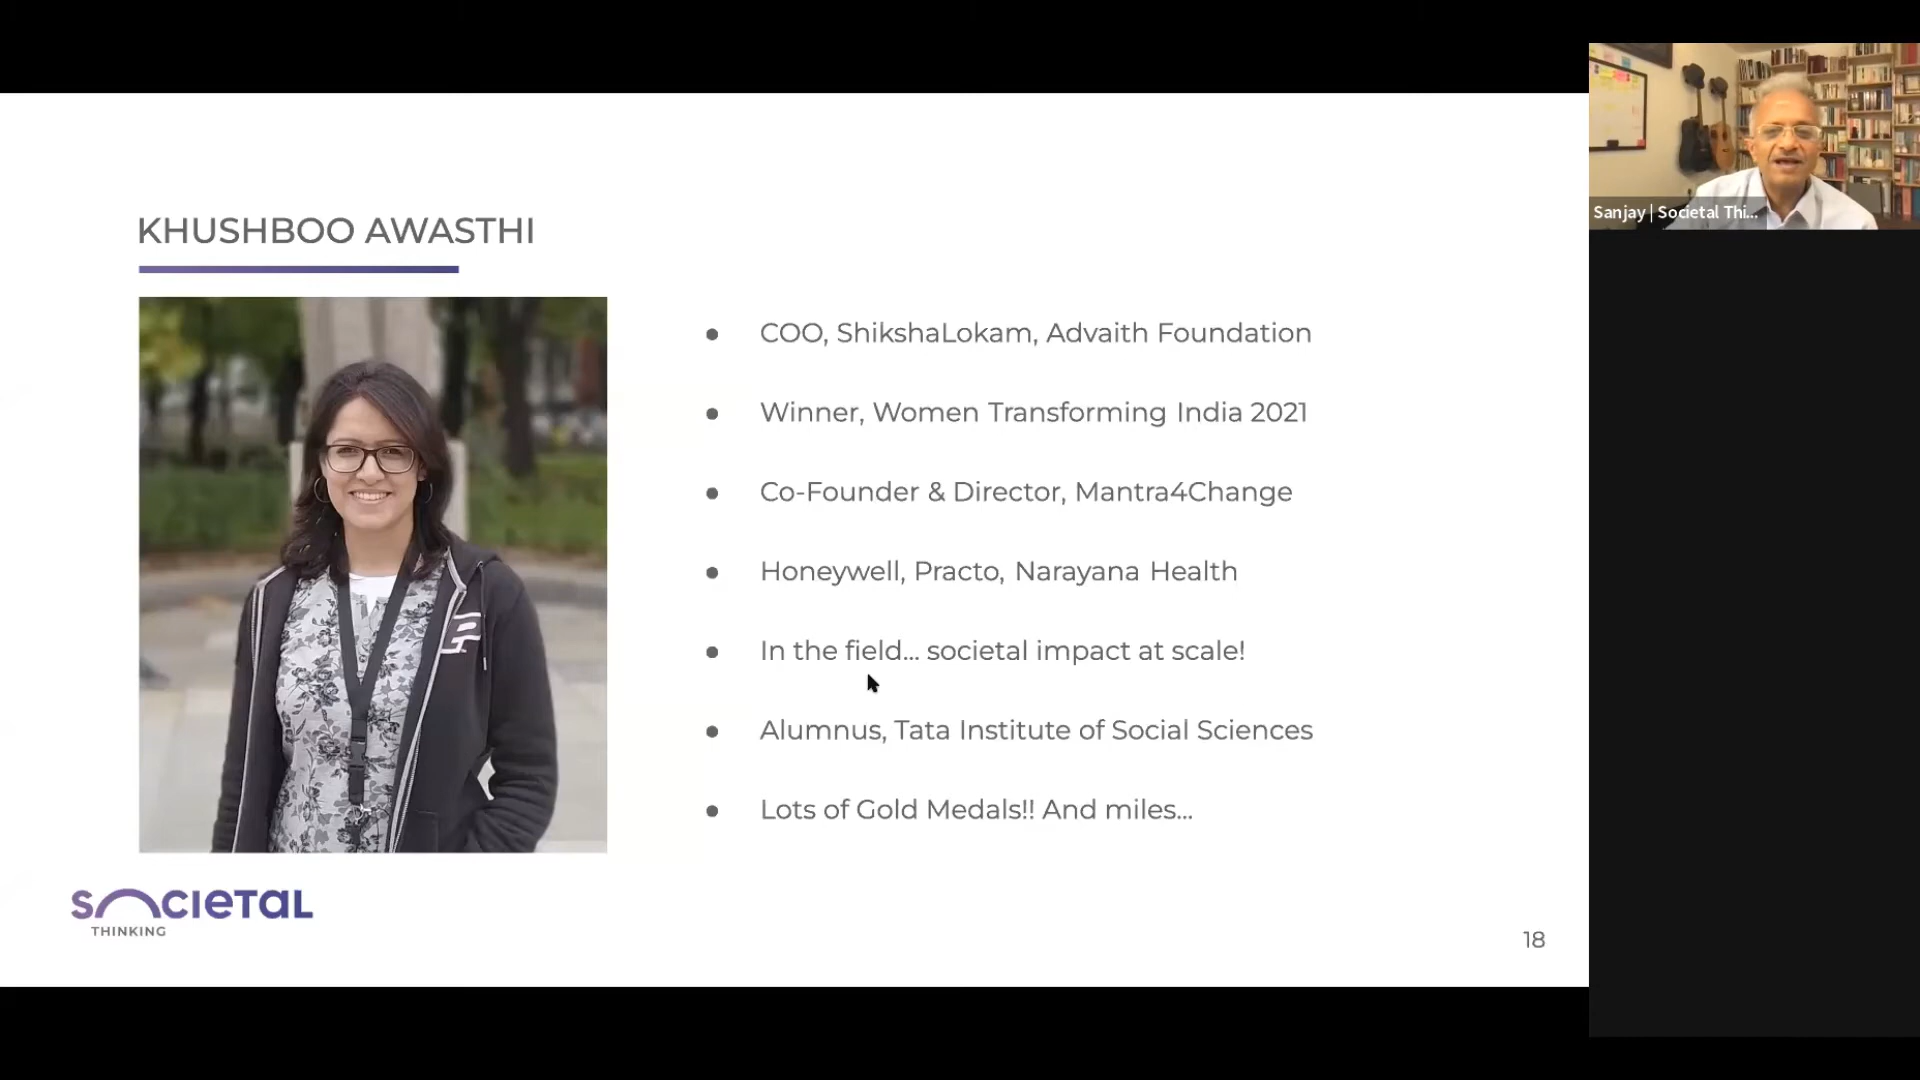 KHUSHBOO AWASTHI
COO, ShikshaLokam, Advaith Foundation
Winner, Women Transforming India 2021
Co-Founder & Director, Mantra4Change
Honeywell, Practo, Narayana Health
In the field... societal impact at scale!
Alumnus, Tata Institute of Social Sciences
Lots of Gold Medals!! And miles...
SOCIETAL
THINKING
18
Sanjay | Societal Thi...